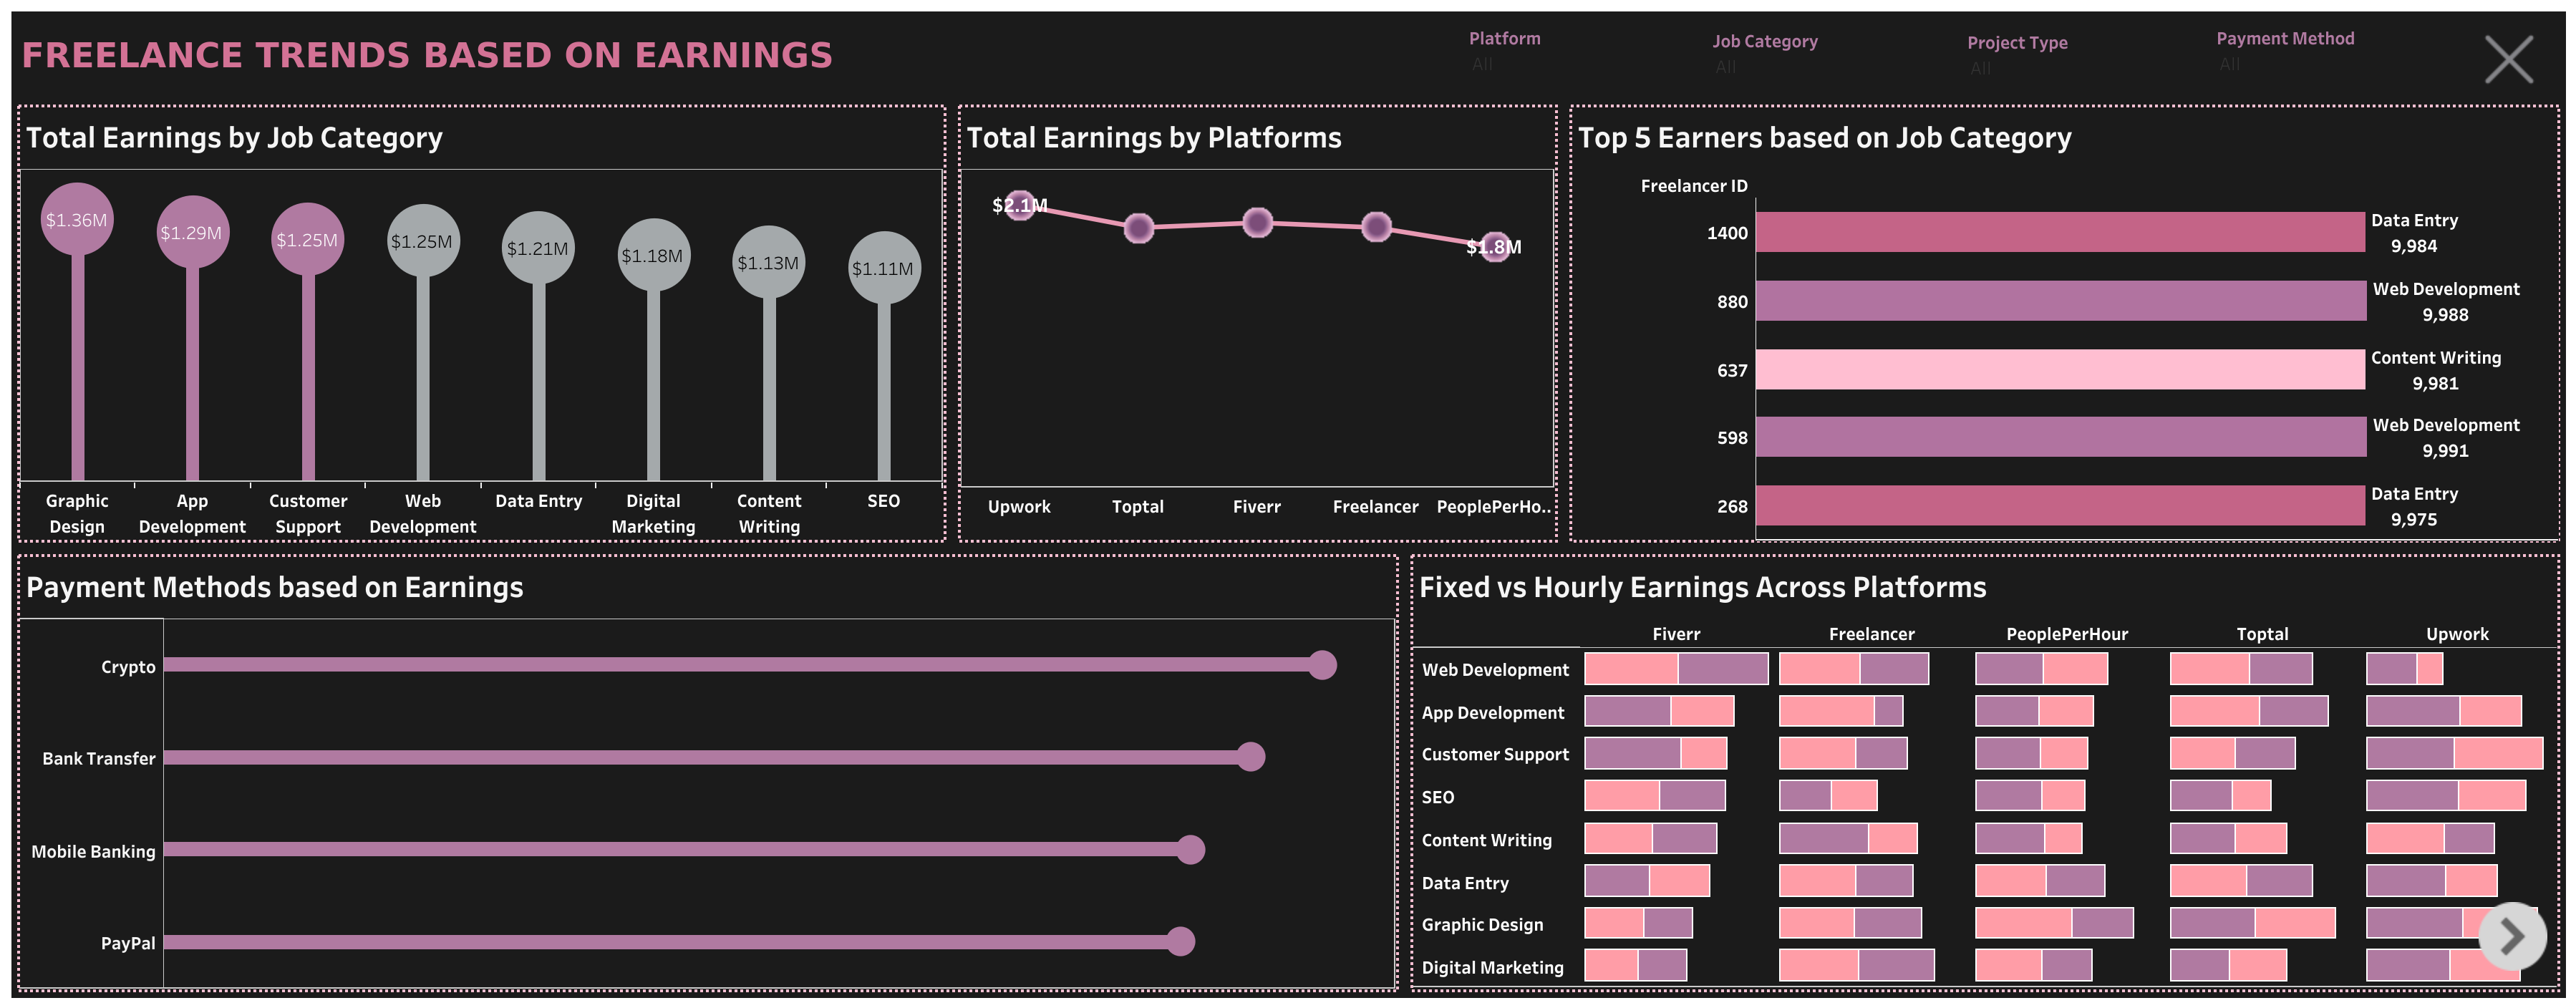 FREELANCE TRENDS BASED ON EARNINGS
Platform
All
Job Category
All
Project Type
All
Payment Method
All
Total Earnings by Job Category
$1.36M
$1.29M
$1.25M
$1.25M
$1.21M
$1.18M
$1.13M
$1.11M
Graphic
Design
App
Development
Customer
Support
Web
Development
Data Entry
Digital
Marketing
Content
Writing
SEO
Total Earnings by Platforms
$2.1M
$1.8M
Upwork
Toptal
Fiverr
Freelancer
PeoplePerHo..
Top 5 Earners based on Job Category
Freelancer ID
1400
Data Entry
9,984
880
Web Development
9,988
637
Content Writing
9,981
598
Web Development
9,991
268
Data Entry
9,975
Payment Methods based on Earnings
Crypto
Bank Transfer
Mobile Banking
PayPal
Fixed vs Hourly Earnings Across Platforms
Fiverr
Freelancer
PeoplePerHour
Toptal
Upwork
Web Development
App Development
Customer Support
SEO
Content Writing
Data Entry
Graphic Design
Digital Marketing